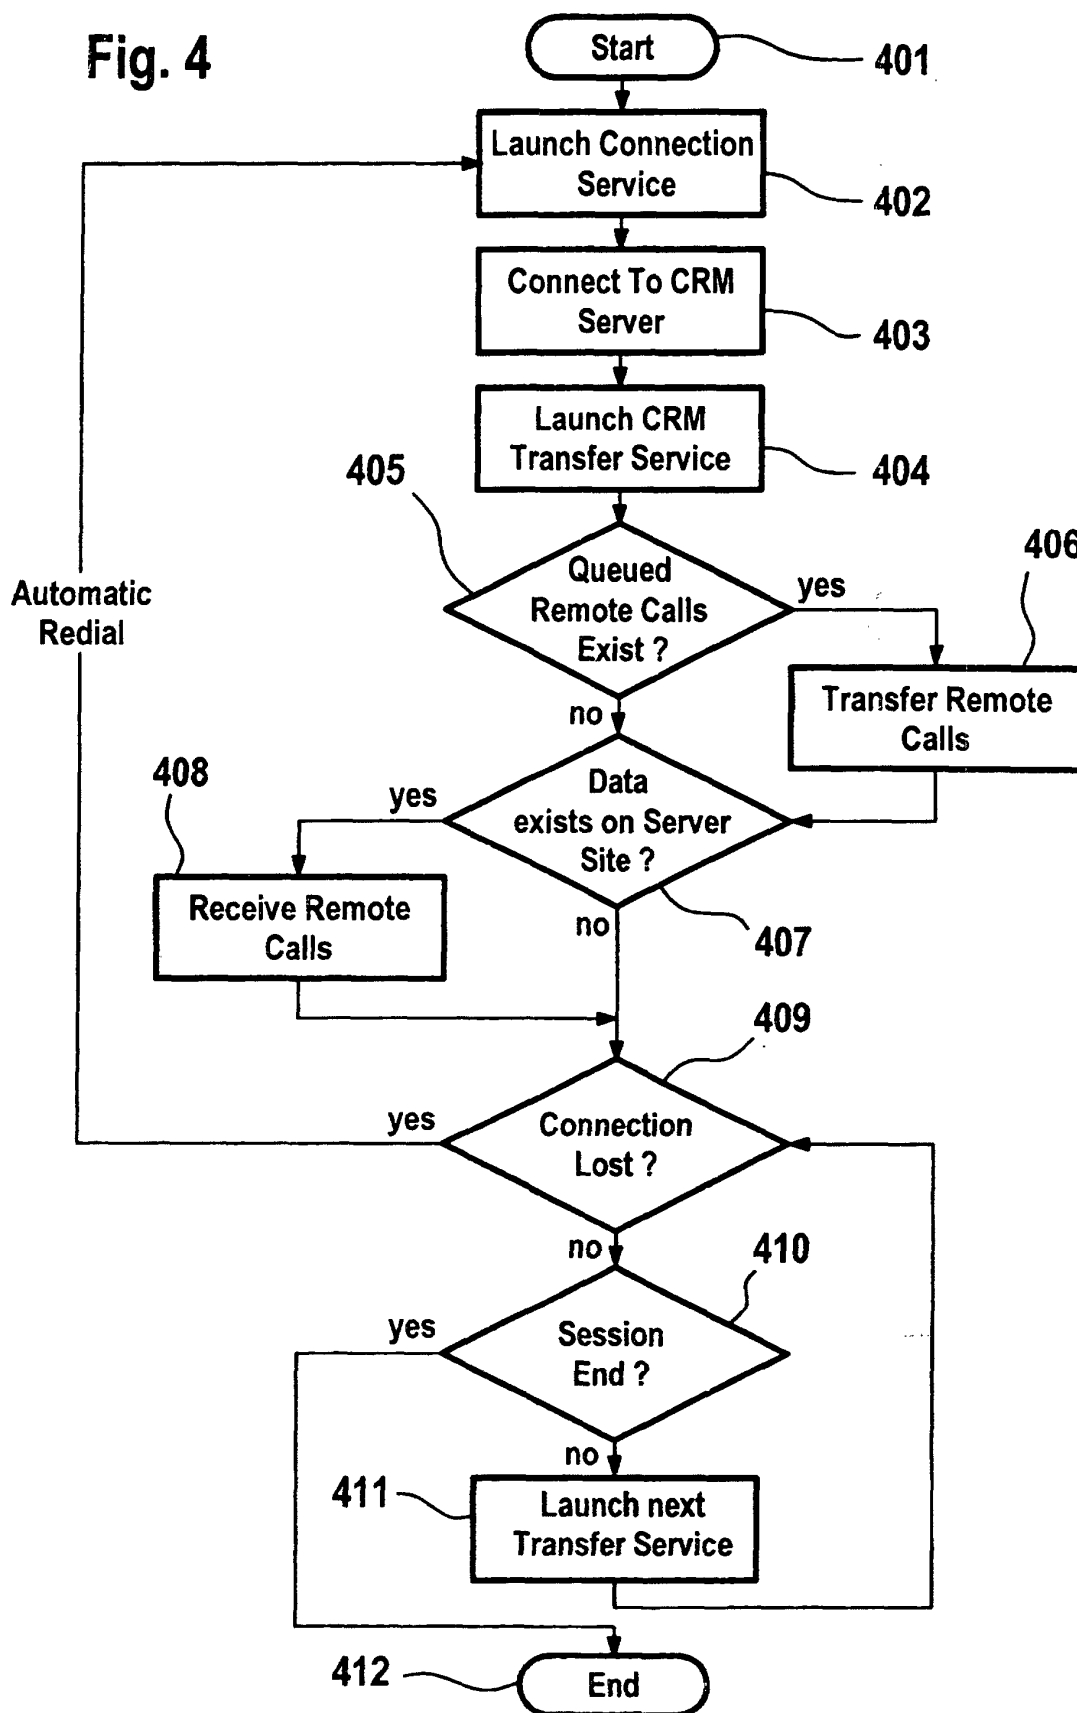 Fig. 4
Start
401
Launch Connection
Service
402
Connect To CRM
Server
403
Launch CRM
Transfer Service
404
405
Queued
Remote Calls
Exist ?
yes
406
Automatic
Redial
Transfer Remote
Calls
no
408
yes
Data
exists on Server
Site ?
Receive Remote
Calls
no
407
409
yes
Connection
Lost ?
no
410
yes
Session
End ?
no
411
Launch next
Transfer Service
412
End